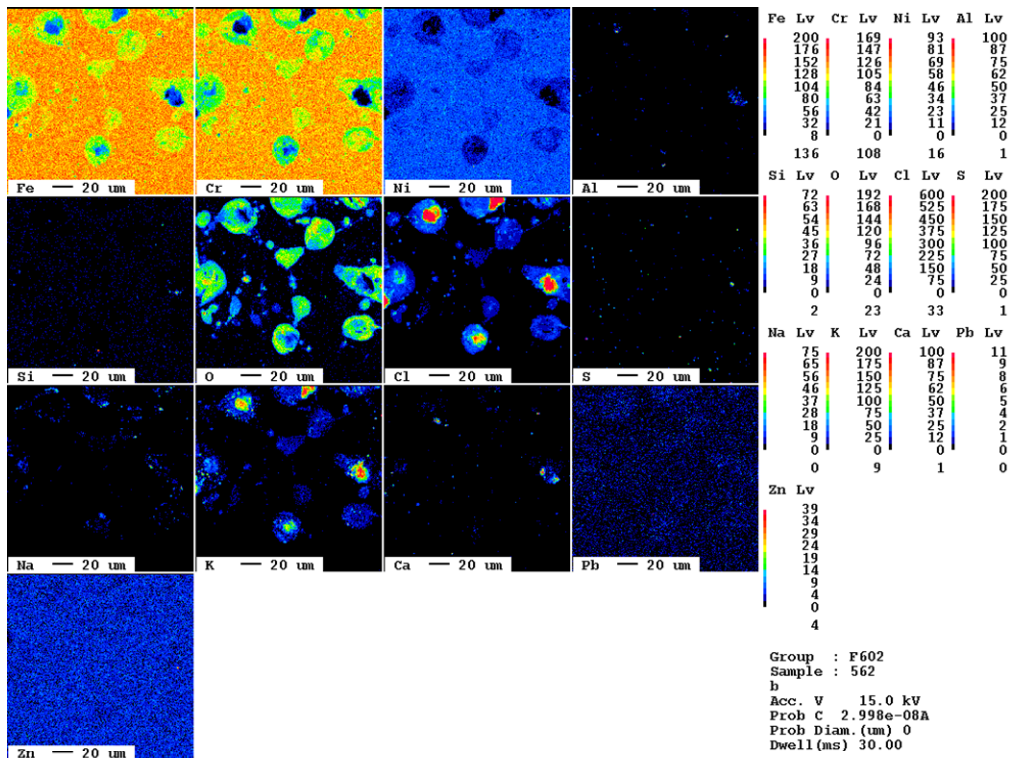 Fe 20 um
Cr 20 um
Ni 20 um
Al 20 um
Si 20 um
O 20 um
Cl 20 um
S 20 um
Na 20 um
K 20 um
Ca 20 um
Pb 20 um
Zn 20 um
Fe Lv Cr Lv Ni Lv Al Lv
200 169 93 100
176 147 81 87
152 126 69 75
128 105 58 62
104 84 46 50
80 63 34 37
56 42 23 25
32 21 11 12
8 0 0 0
136 108 16 1
Si Lv O Lv Cl Lv S Lv
72 192 600 200
63 168 525 175
54 144 450 150
45 120 375 125
36 96 300 100
27 72 225 75
18 48 150 50
9 24 75 25
0 0 0 0
2 23 33 1
Na Lv K Lv Ca Lv Pb Lv
75 200 100 11
65 175 87 9
56 150 75 8
46 125 62 6
37 100 50 5
28 75 37 4
18 50 25 2
9 25 12 1
0 0 0 0
0 9 1 0
Zn Lv
39
34
29
24
19
14
9
4
0
4
Group : F602
Sample : 562
b
Acc. V 15.0 kV
Prob C 2.998e-08A
Prob Diam.(um) 0
Dwell(ms) 30.00